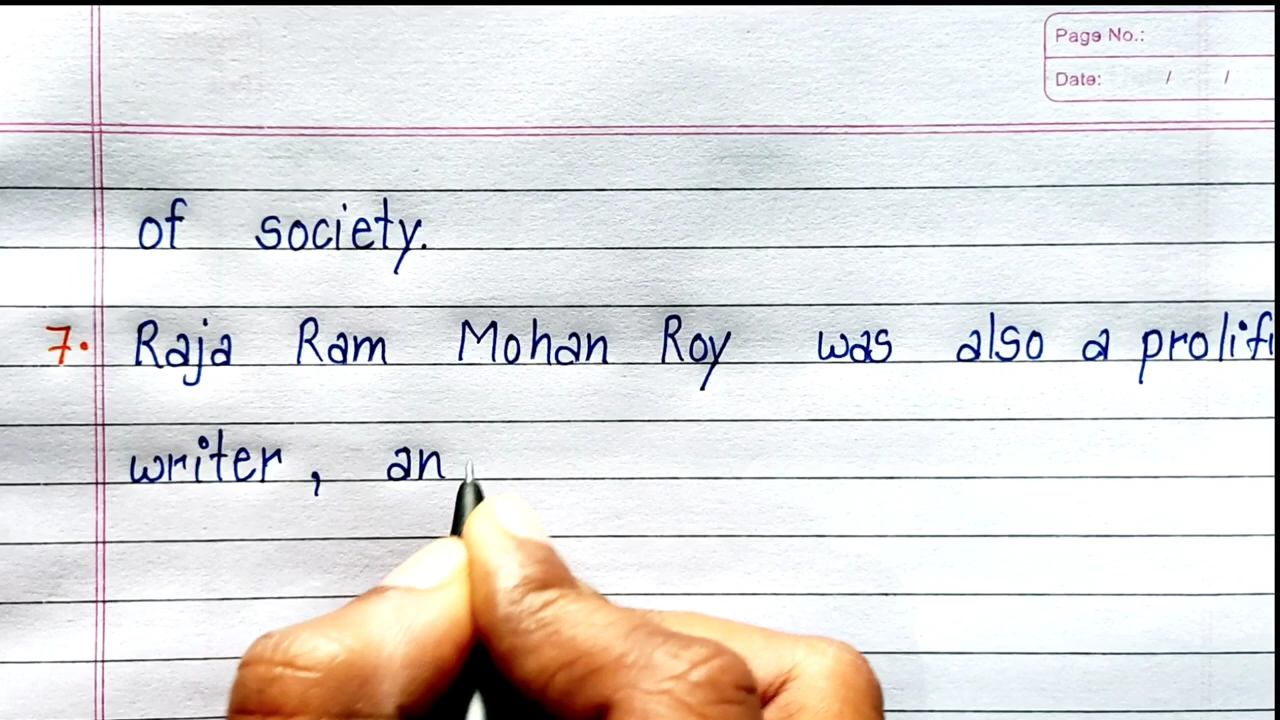 Page No.:
Date: / /
of society.
7. Raja Ram Mohan Roy was also a prolifi
writer, an